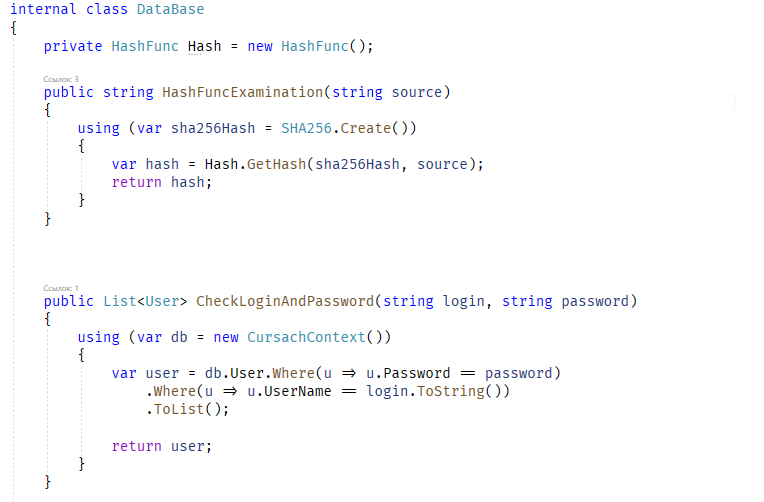 internal class DataBase
{
private HashFunc Hash = new HashFunc();
Ссылок: 3
public string HashFuncExamination(string source)
{
using (var sha256Hash = SHA256.Create())
{
var hash = Hash.GetHash(sha256Hash, source);
return hash;
}
}
Ссылок: 1
public List<User> CheckLoginAndPassword(string login, string password)
{
using (var db = new CursachContext())
{
var user = db.User.Where(u => u.Password == password)
.Where(u => u.UserName == login.ToString())
.ToList();
return user;
}
}